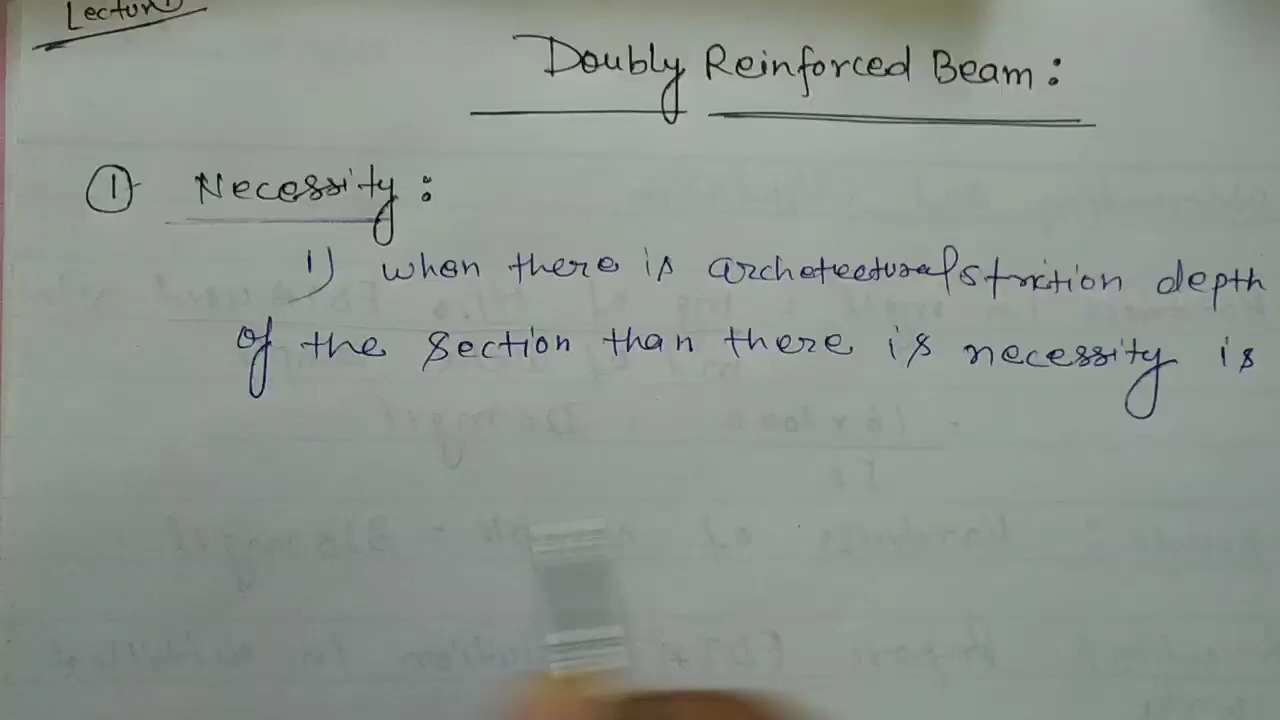 Lecture 1
Doubly Reinforced Beam:
① Necessity:
1) when there is archetectural striction depth
of the section than there is necessity is